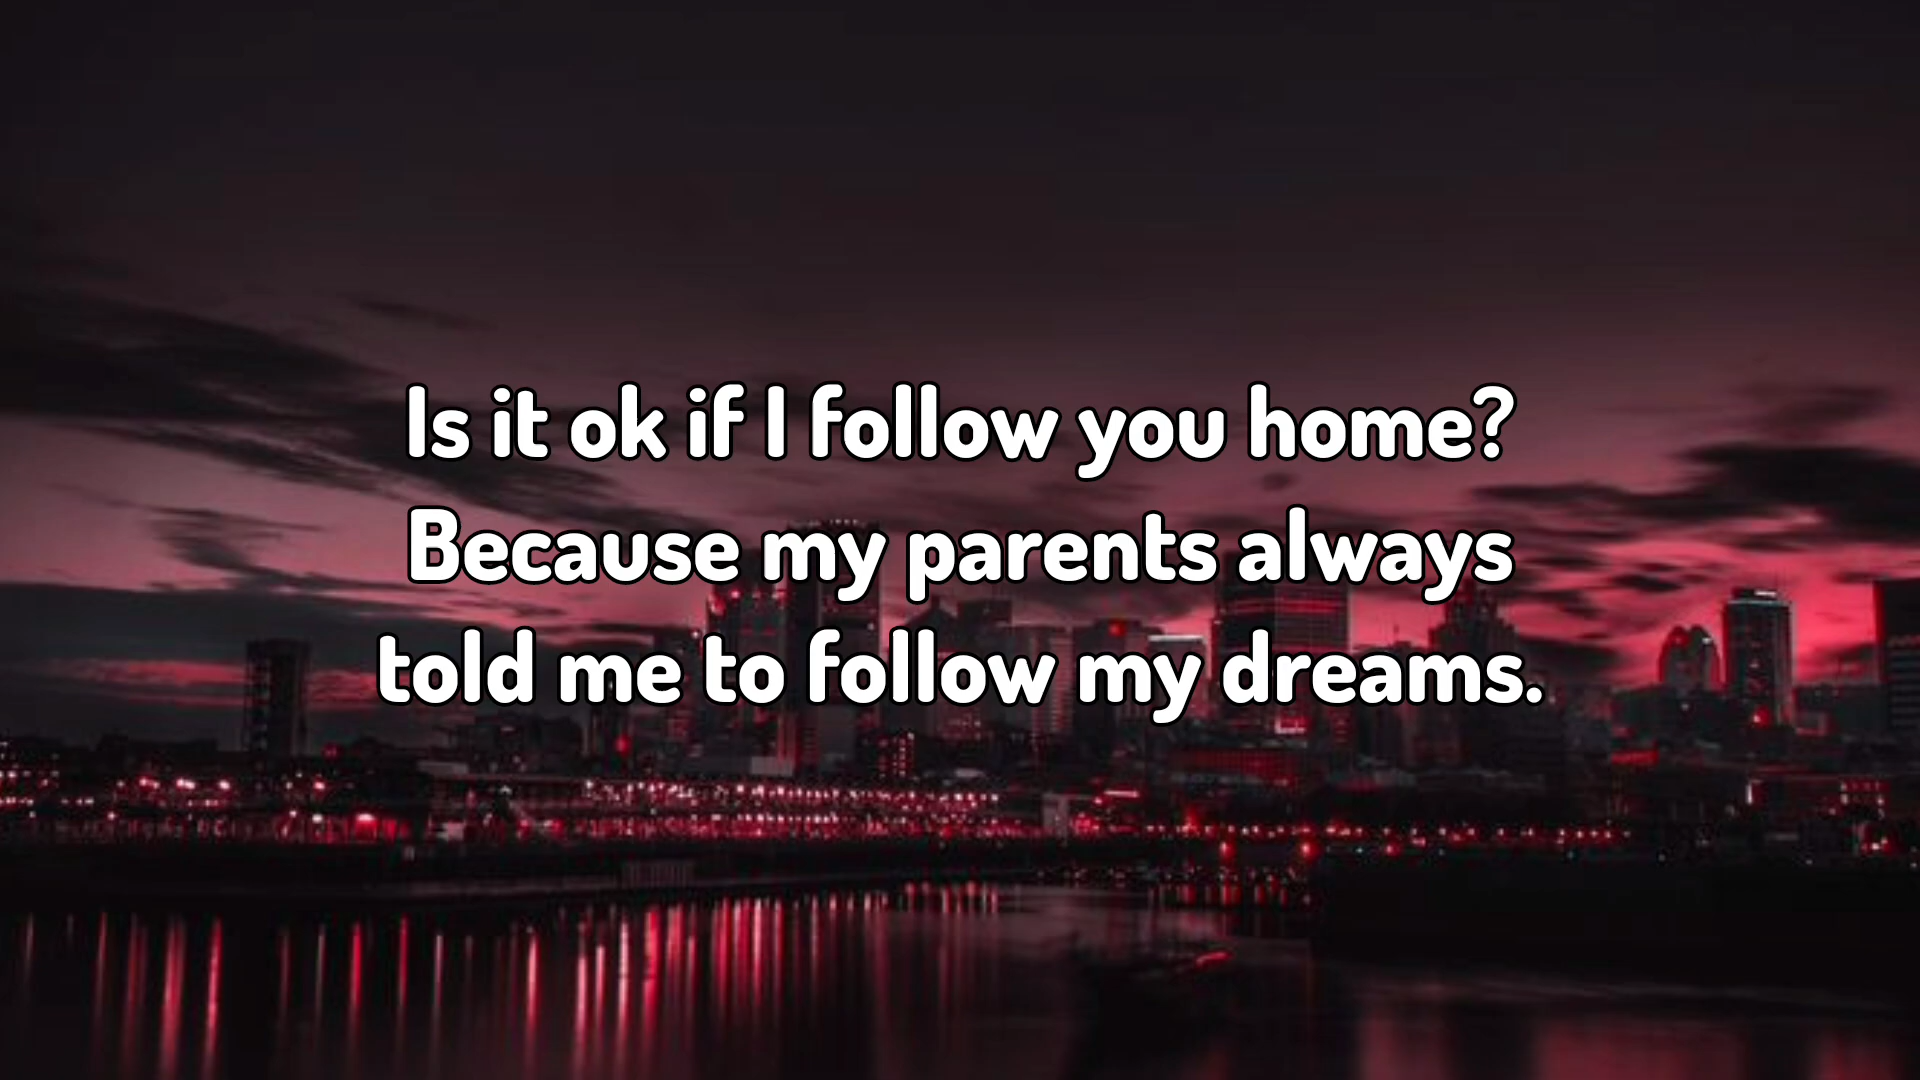 Is it ok if I follow you home?
Because my parents always
told me to follow my dreams.